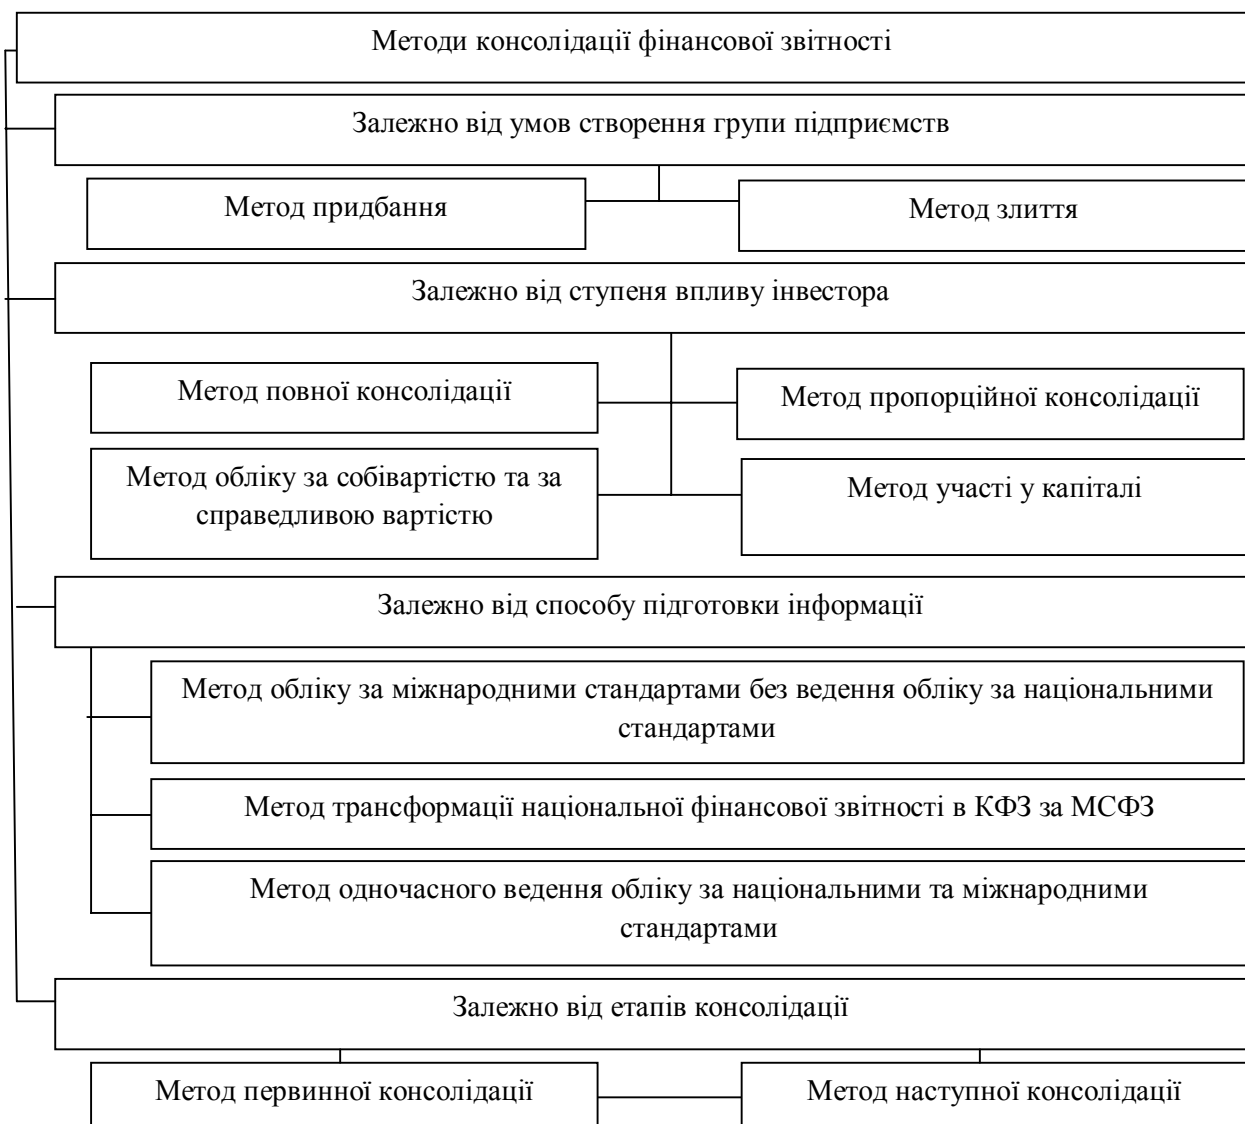 Методи консолідації фінансової звітності
Залежно від умов створення групи підприємств
Метод придбання
Метод злиття
Залежно від ступеня впливу інвестора
Метод повної консолідації
Метод пропорційної консолідації
Метод обліку за собівартістю та за
справедливою вартістю
Метод участі у капіталі
Залежно від способу підготовки інформації
Метод обліку за міжнародними стандартами без ведення обліку за національними
стандартами
Метод трансформації національної фінансової звітності в КФЗ за МСФЗ
Метод одночасного ведення обліку за національними та міжнародними
стандартами
Залежно від етапів консолідації
Метод первинної консолідації
Метод наступної консолідації